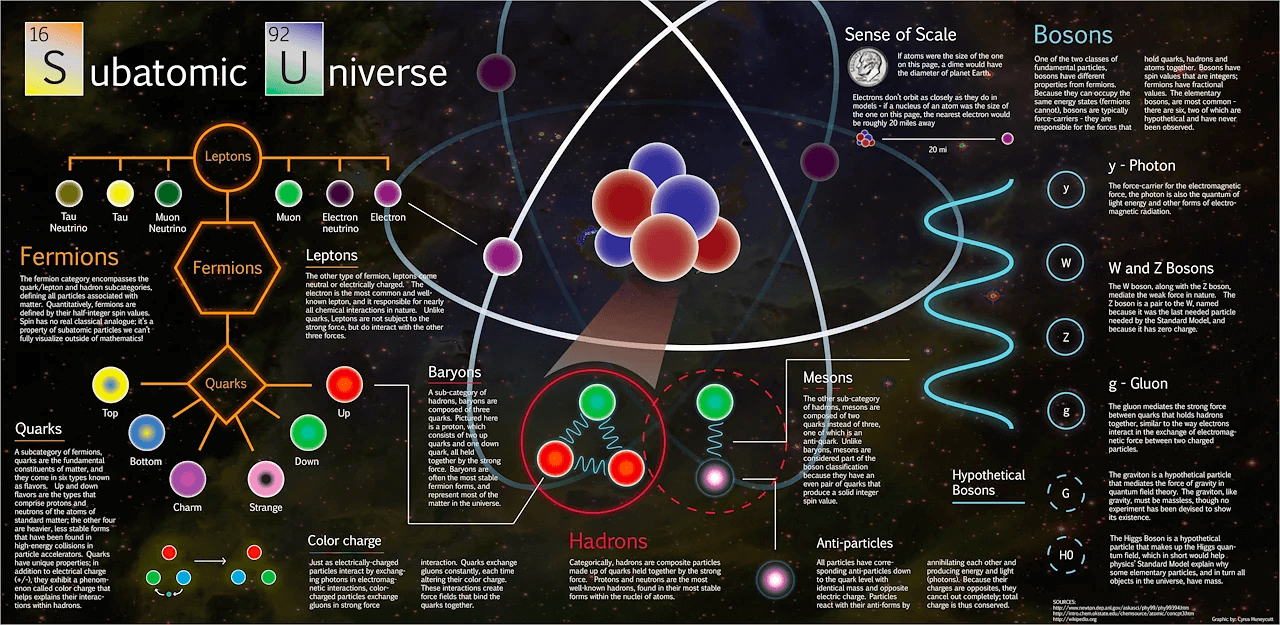 16
S ubatomic
92
U niverse
Leptons
Tau
Neutrino
Tau
Muon
Neutrino
Muon
Electron
neutrino
Electron
Fermions
Fermions
The fermion category encompasses the
quark/lepton and hadron subcategories,
defining all particles associated with
matter. Quantitatively, fermions are
defined by their half-integer spin values.
Spin has no real classical analogue; it's a
property of subatomic particles we can't
fully visualize outside of mathematics!
Leptons
The other type of fermion, leptons come
neutral or electrically charged. The
electron is the most common and well-
known lepton, and it responsible for nearly
all chemical interactions in nature. Unlike
quarks, Leptons are not subject to the
strong force, but do interact with the other
three forces.
Quarks
Top
Bottom
Charm
Strange
Down
Up
Quarks
A subcategory of fermions,
quarks are the fundamental
constituents of matter, and
they come in six types known
as flavors. Up and down
flavors are the types that
comprise protons and
neutrons of the atoms of
standard matter; the other four
are heavier, less stable forms
that have been found in
high-energy collisions in
particle accelerators. Quarks
have unique properties; in
addition to electrical charge
(+/-), they exhibit a phenom-
enon called color charge that
helps explains their interac-
tions within hadrons.
Color charge
Just as electrically-charged
particles interact by exchang-
ing photons in electromag-
netic interactions, color-
charged particles exchange
gluons in strong force
interaction. Quarks exchange
gluons constantly, each time
altering their color charge.
These interactions create
force fields that bind the
quarks together.
Baryons
A sub-category of
hadrons, baryons are
composed of three
quarks. Pictured here
is a proton, which
consists of two up
quarks and one down
quark, all held
together by the strong
force. Baryons are
often the most stable
fermion forms, and
represent most of the
matter in the universe.
Hadrons
Categorically, hadrons are composite particles
made up of quarks held together by the strong
force. Protons and neutrons are the most
well-known hadrons, found in their most stable
forms within the nuclei of atoms.
Mesons
The other sub-category
of hadrons, mesons are
composed of two
quarks instead of three,
one of which is an
anti-quark. Unlike
baryons, mesons are
considered part of the
boson classification
because they have an
even pair of quarks that
produce a solid integer
spin value.
Anti-particles
All particles have corre-
sponding anti-particles down
to the quark level with
identical mass and opposite
electric charge. Particles
react with their anti-forms by
annihilating each other and
producing energy and light
(photons). Because their
charges are opposites, they
cancel out completely; total
charge is thus conserved.
Sense of Scale
If atoms were the size of the one
on this page, a dime would have
the diameter of planet Earth.
Electrons don't orbit as closely as they do in
models - if a nucleus of an atom was the size of
the one on this page, the nearest electron would
be roughly 20 miles away
20 mi
Bosons
One of the two classes of
fundamental particles,
bosons have different
properties from fermions.
Because they can occupy the
same energy states (fermions
cannot), bosons are typically
force-carriers - they are
responsible for the forces that
hold quarks, hadrons and
atoms together. Bosons have
spin values that are integers;
fermions have fractional
values. The elementary
bosons, are most common -
there are six, two of which are
hypothetical and have never
been observed.
y
y - Photon
The force-carrier for the electromagnetic
force, the photon is also the quantum of
light energy and other forms of electro-
magnetic radiation.
W
W and Z Bosons
The W boson, along with the Z boson,
mediate the weak force in nature. The
Z boson is a pair to the W, named
because it was the last needed particle
needed by the Standard Model, and
because it has zero charge.
Z
g
g - Gluon
The gluon mediates the strong force
between quarks that holds hadrons
together, similar to the way electrons
interact in the exchange of electromag-
netic force between two charged
particles.
Hypothetical
Bosons
G
The graviton is a hypothetical particle
that mediates the force of gravity in
quantum field theory. The graviton, like
gravity, must be massless, though no
experiment has been devised to show
its existence.
H0
The Higgs Boson is a hypothetical
particle that makes up the Higgs quan-
tum field, which in short would help
physics' Standard Model explain why
some elementary particles, and in turn all
objects in the universe, have mass.
SOURCES:
http://www.newton.dep.anl.gov/askasci/phy99/phy99394.htm
http://intro.chem.okstate.edu/chemsource/atomic/concpt3.htm
http://wikipedia.org
Graphic by: Cyrus Huneycutt